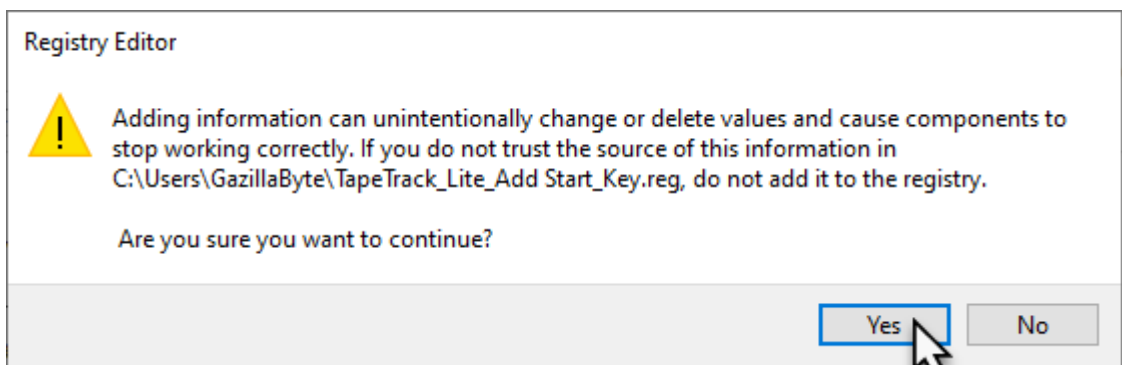 Registry Editor
Adding information can unintentionally change or delete values and cause components to
stop working correctly. If you do not trust the source of this information in
C:\Users\GazillaByte\TapeTrack_Lite_Add Start_Key.reg, do not add it to the registry.
Are you sure you want to continue?
Yes
No